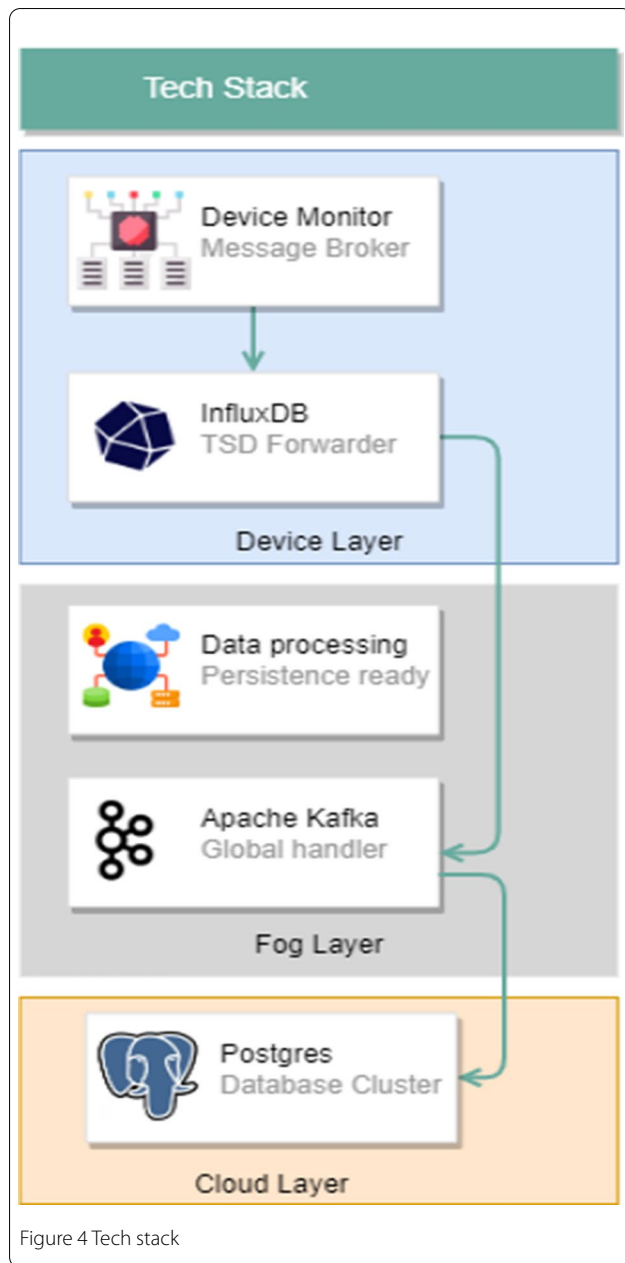 Tech Stack
Device Monitor
Message Broker
InfluxDB
TSD Forwarder
Device Layer
Data processing
Persistence ready
Apache Kafka
Global handler
Fog Layer
Postgres
Database Cluster
Cloud Layer
Figure 4 Tech stack